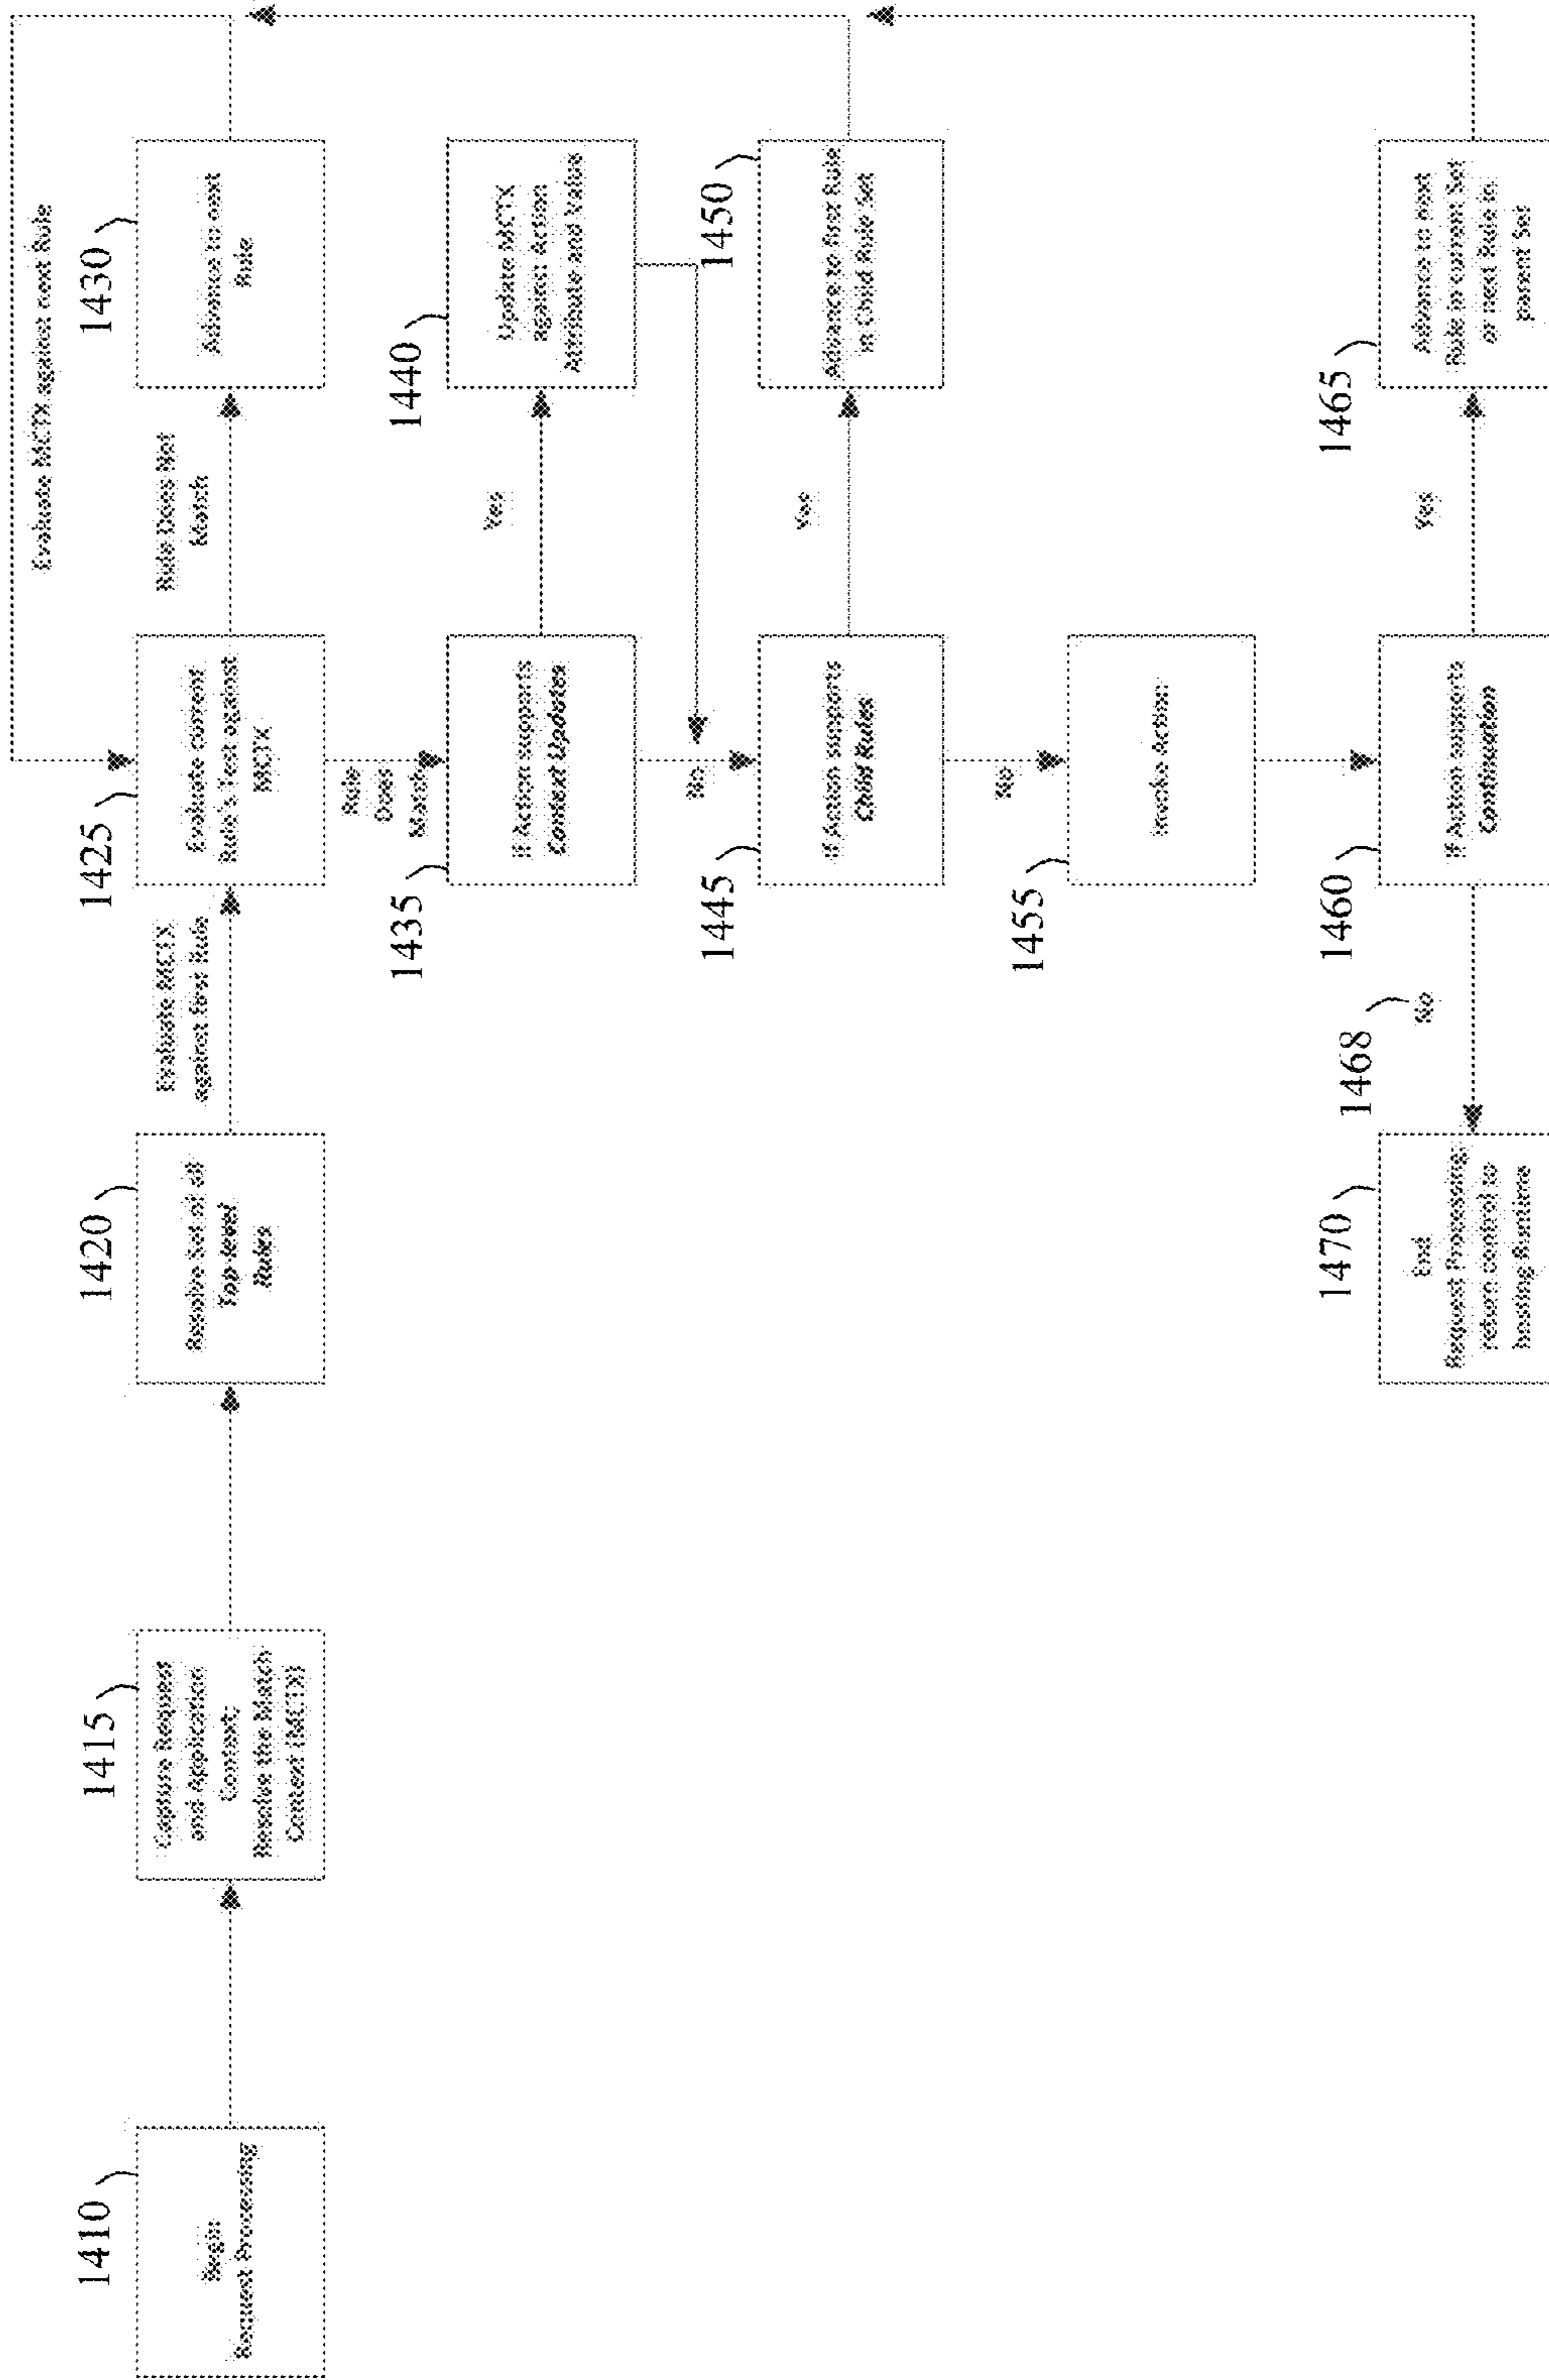 1410
Begin
Request Processing
1415
Capture Request
and Application
Context;
Resolve the Match
Context (MCTX)
1420
Resolve Set of all
Top-level
Rules
Evaluate MCTX
against first Rule
1425
Evaluate current
Rule's Test against
MCTX
Evaluate MCTX against next Rule
Rule Does Not
Match
1430
Advance to next
Rule
Rule
Does
Match
1435
If Action supports
Context Updates
Yes
1440
Update MCTX
Against Action
Attribute and Value
No
1445
If Action supports
Child Rules
Yes
1450
Advance to first Rule
in Child Rule Set
No
1455
Invoke Action
1460
If Action supports
Continuation
Yes
1465
Advance to next
Rule in current Set
or next Rule in
parent Set
1468
No
1470
End
Request Processing;
return control to
hosting Runtime